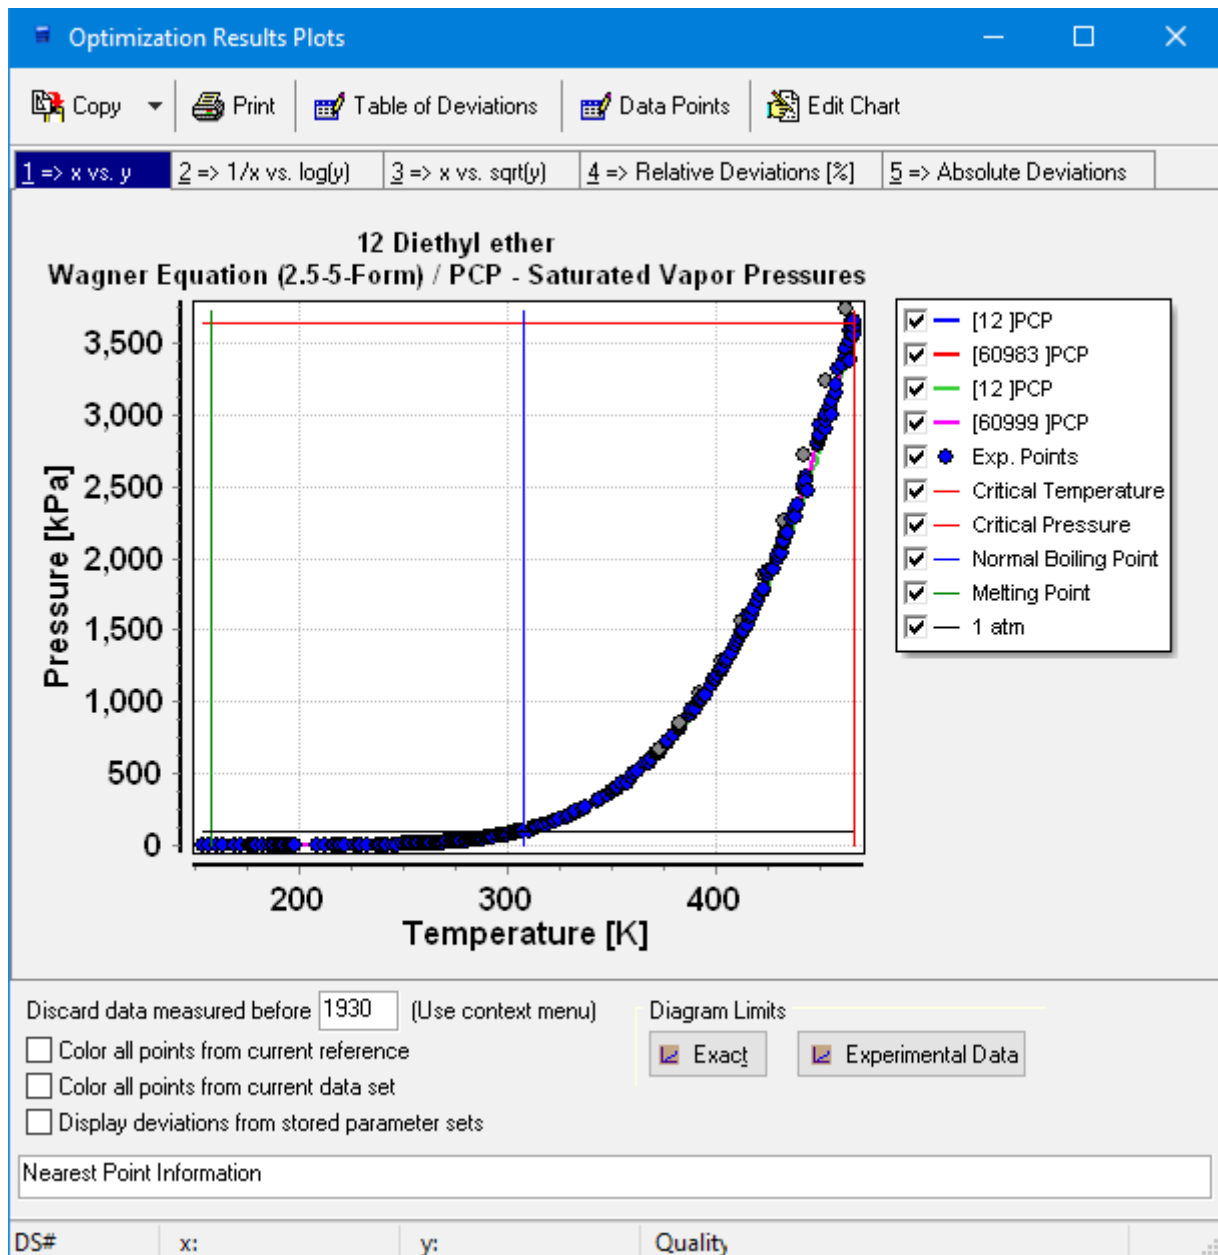 Optimization Results Plots
Copy Print Table of Deviations Data Points Edit Chart
1 => x vs. y 2 => 1/x vs. log(y) 3 => x vs. sqrt(y) 4 => Relative Deviations [%] 5 => Absolute Deviations
12 Diethyl ether
Wagner Equation (2.5-5-Form) / PCP - Saturated Vapor Pressures
Pressure [kPa]
3,500
3,000
2,500
2,000
1,500
1,000
500
0
200 300 400
Temperature [K]
[12 ]PCP
[60983 ]PCP
[12 ]PCP
[60999 ]PCP
Exp. Points
Critical Temperature
Critical Pressure
Normal Boiling Point
Melting Point
1 atm
Discard data measured before 1930 (Use context menu)
Color all points from current reference
Color all points from current data set
Display deviations from stored parameter sets
Diagram Limits
Exact Experimental Data
Nearest Point Information
DS# x: y: Quality